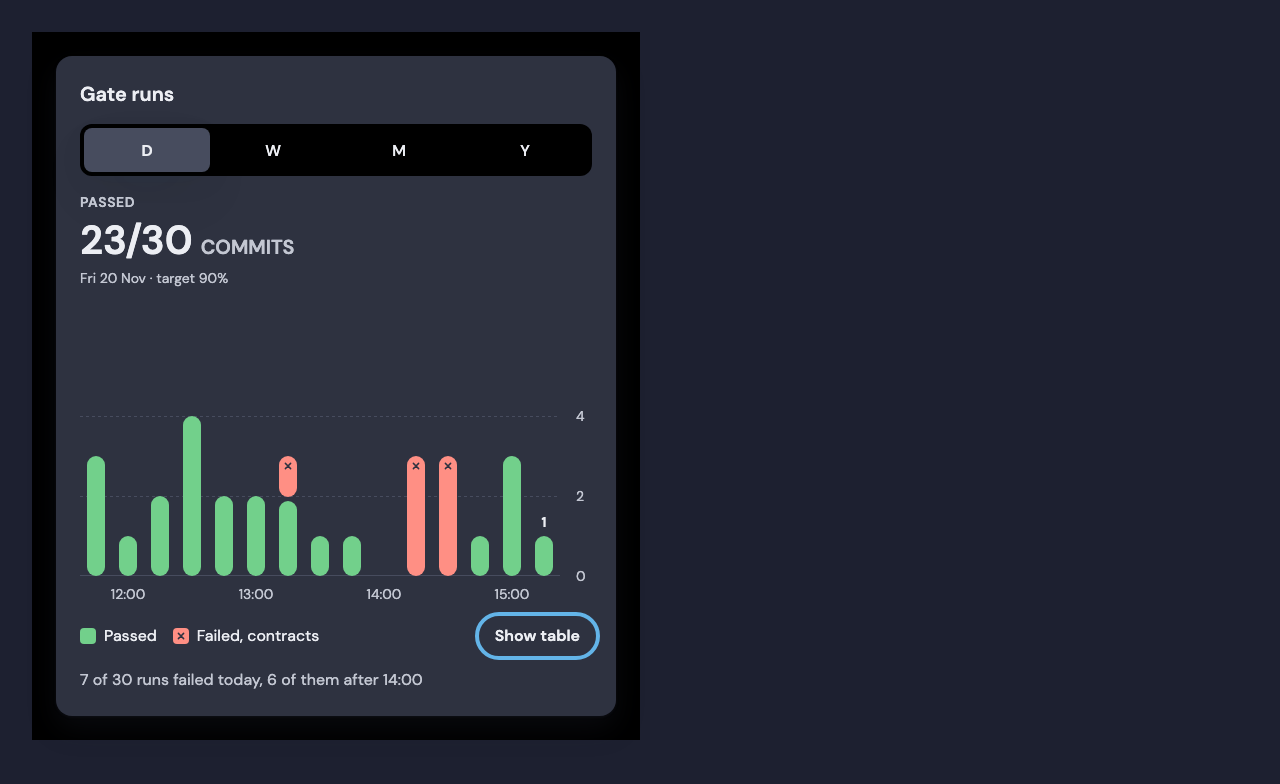 Gate runs
D W M Y
PASSED
23/30 COMMITS
Fri 20 Nov · target 90%
4
2
1
0
12:00 13:00 14:00 15:00
Passed × Failed, contracts Show table
7 of 30 runs failed today, 6 of them after 14:00